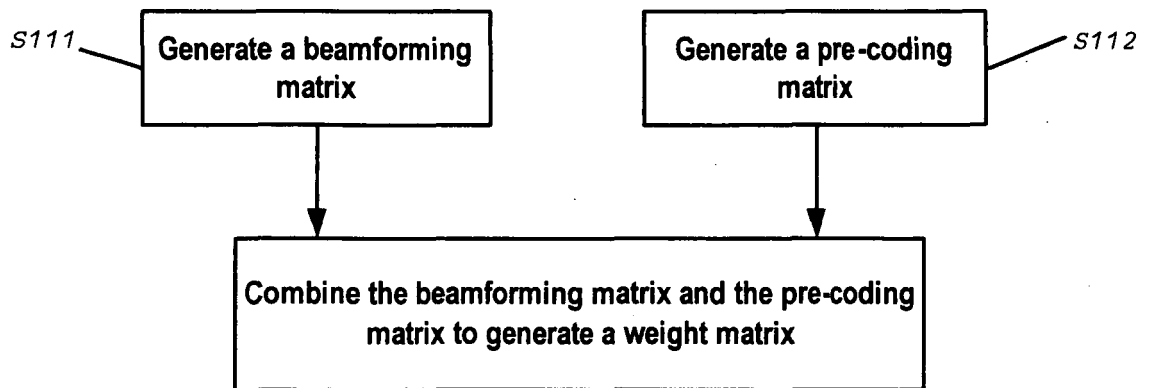 S111
Generate a beamforming
matrix
Generate a pre-coding
matrix
S112
Combine the beamforming matrix and the pre-coding
matrix to generate a weight matrix